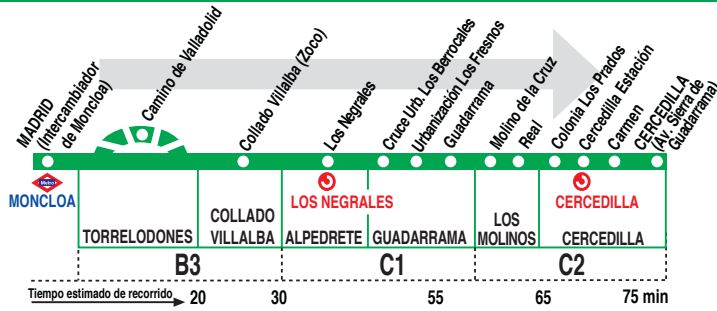 MADRID
(Intercambiador
de Moncloa)
Camino de Valladolid
Collado Villalba (Zoco)
Los Negrales
Cruce Urb. Los Berrocales
Urbanización Los Fresnos
Guadarrama
Molino de la Cruz
Real
Colonia Los Prados
Cercedilla Estación
Carmen
CERCEDILLA
(Av. Sierra de
Guadarrama)
Metro
MONCLOA
LOS NEGRALES
CERCEDILLA
TORRELODONES
COLLADO
VILLALBA
ALPEDRETE
GUADARRAMA
LOS
MOLINOS
CERCEDILLA
B3
C1
C2
Tiempo estimado de recorrido 20 30 55 65 75 min